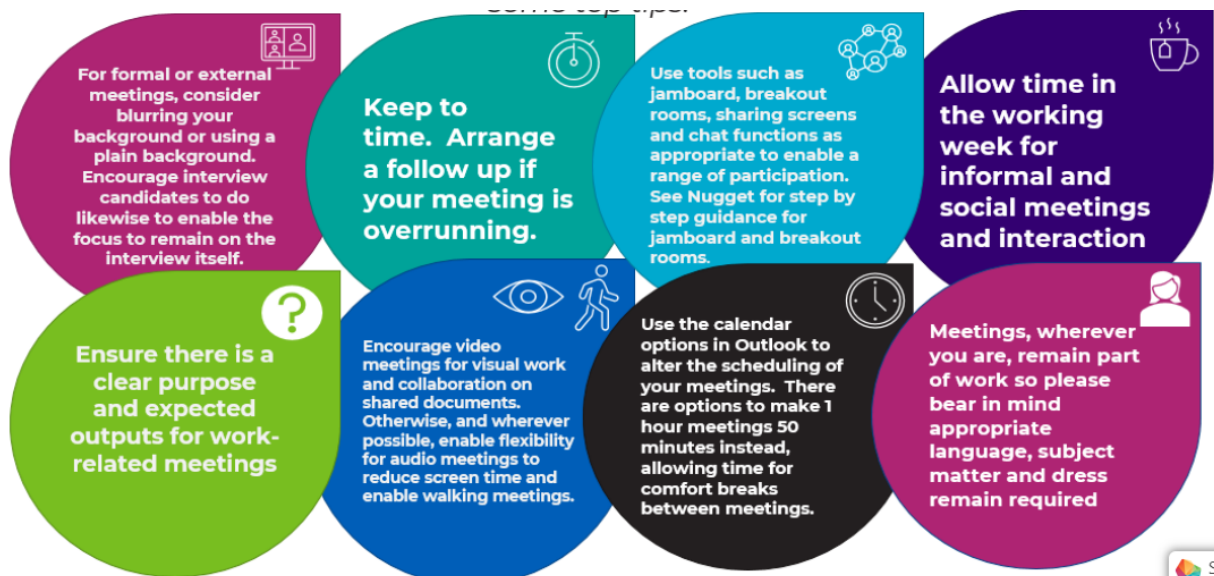 some top tips:
For formal or external
meetings, consider
blurring your
background or using a
plain background.
Encourage interview
candidates to do
likewise to enable the
focus to remain on the
interview itself.
Keep to
time. Arrange
a follow up if
your meeting is
overrunning.
Use tools such as
jamboard, breakout
rooms, sharing screens
and chat functions as
appropriate to enable a
range of participation.
See Nugget for step by
step guidance for
jamboard and breakout
rooms.
Allow time in
the working
week for
informal and
social meetings
and interaction
?
Ensure there is a
clear purpose
and expected
outputs for work-
related meetings
Encourage video
meetings for visual work
and collaboration on
shared documents.
Otherwise, and wherever
possible, enable flexibility
for audio meetings to
reduce screen time and
enable walking meetings.
Use the calendar
options in Outlook to
alter the scheduling of
your meetings. There
are options to make 1
hour meetings 50
minutes instead,
allowing time for
comfort breaks
between meetings.
Meetings, wherever
you are, remain part
of work so please
bear in mind
appropriate
language, subject
matter and dress
remain required